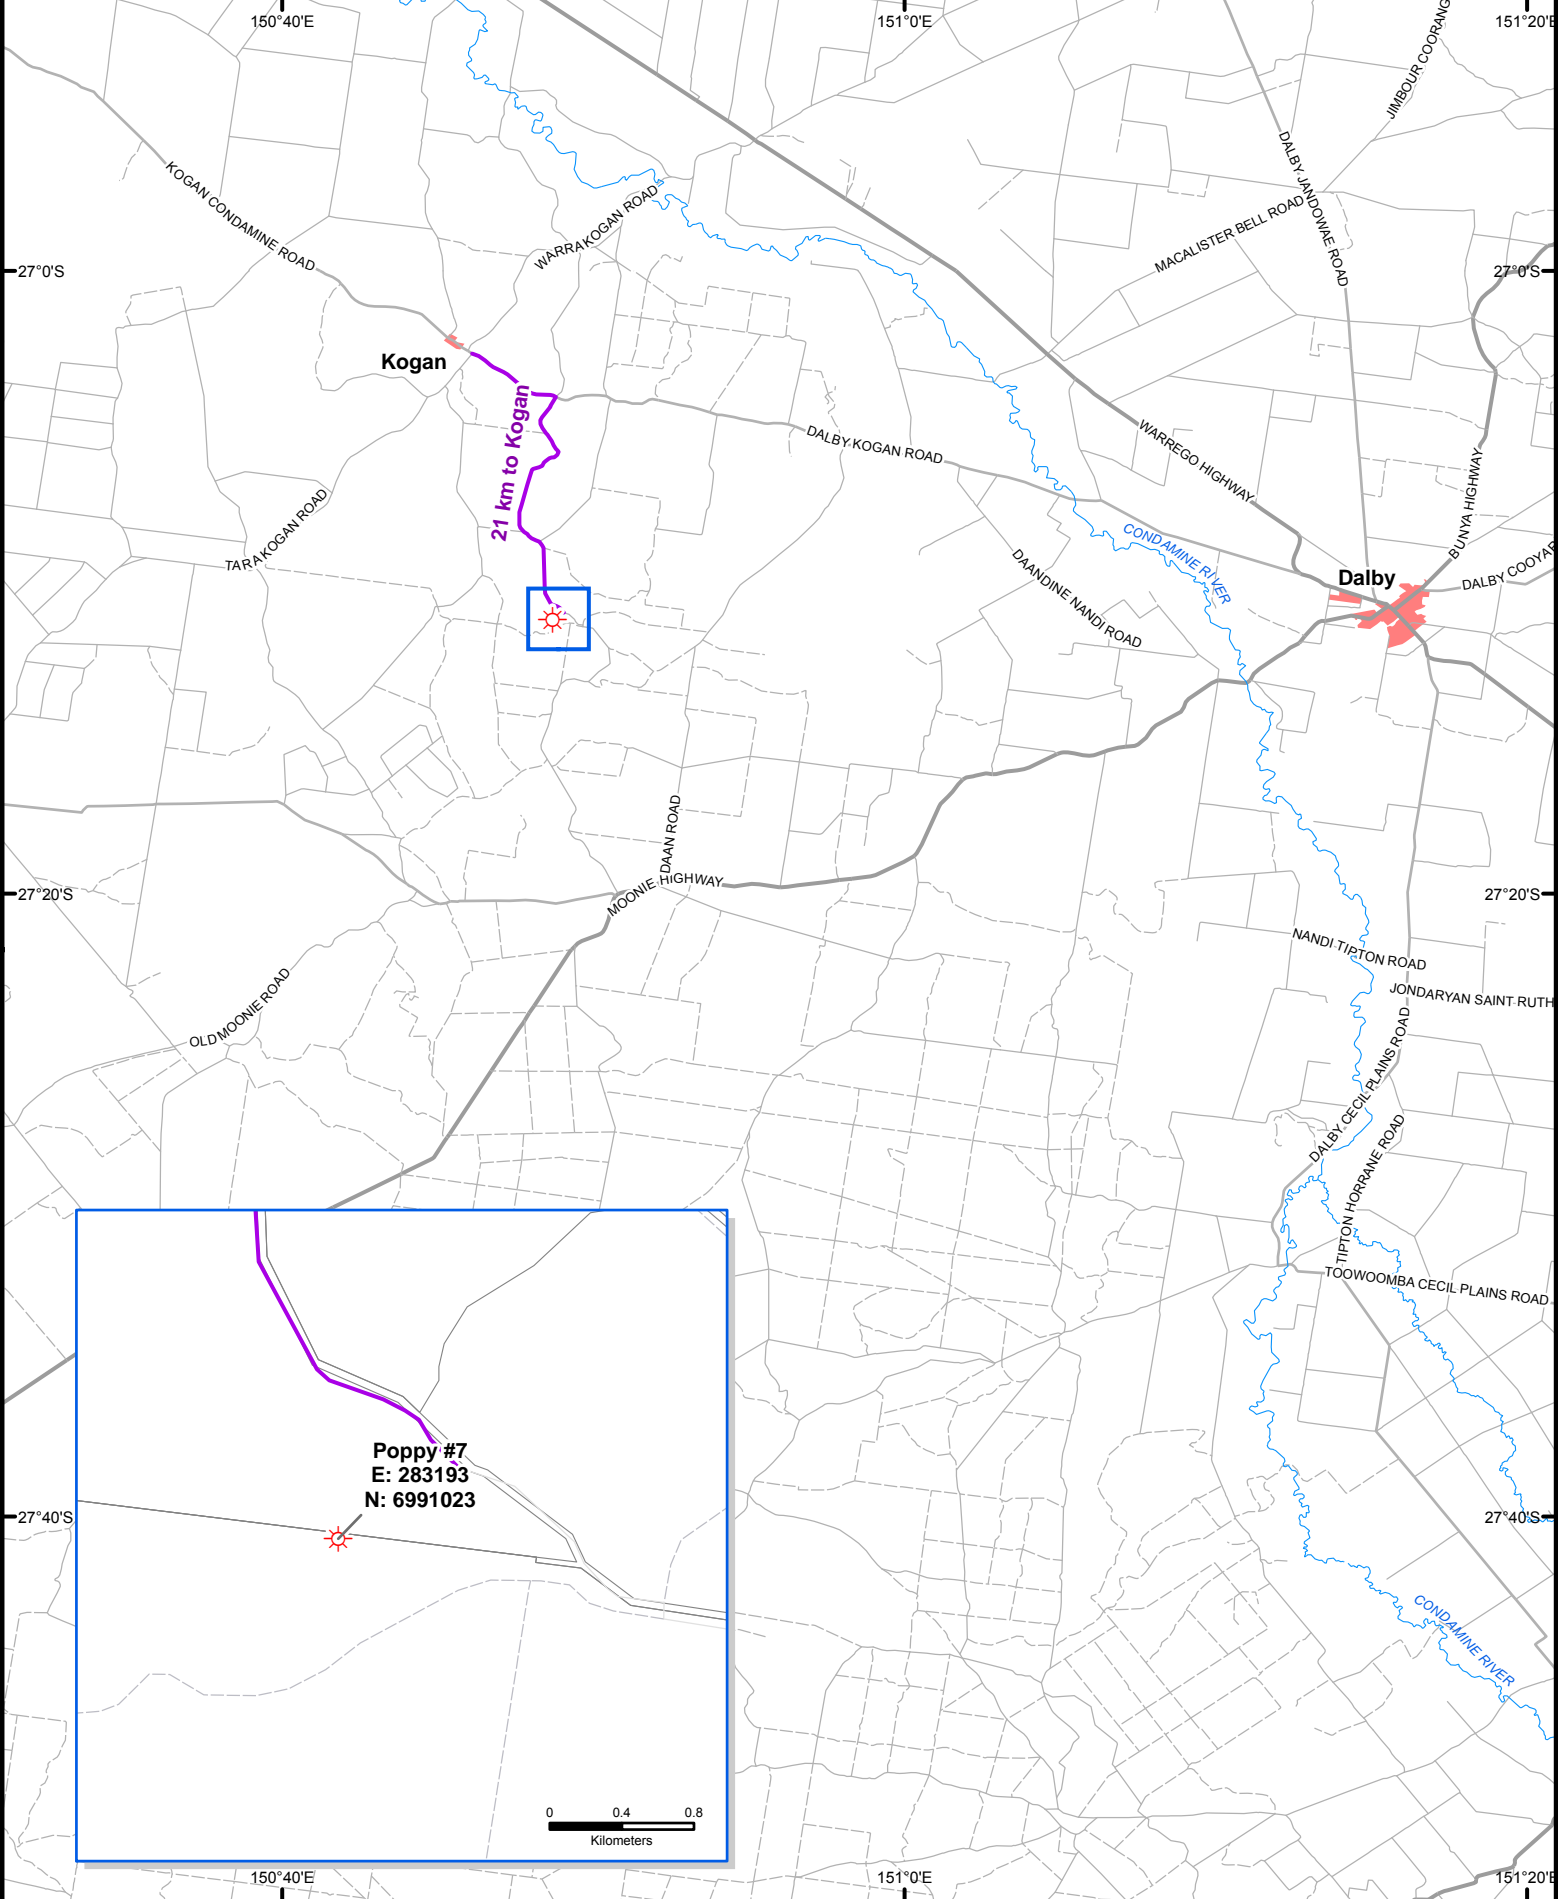 150°40'E
151°0'E
151°20'E
JIMBOUR COORANG
DALBY JANDOWAE ROAD
KOGAN CONDAMINE ROAD
WARRA KOGAN ROAD
MACALISTER BELL ROAD
27°0'S
27°0'S
Kogan
21 km to Kogan
DALBY KOGAN ROAD
WARREGO HIGHWAY
BUNYA HIGHWAY
TARA KOGAN ROAD
CONDAMINE RIVER
DAANDINE NANDI ROAD
Dalby
DALBY COOYAR
DAAN ROAD
MOONIE HIGHWAY
27°20'S
27°20'S
NANDI TIPTON ROAD
JONDARYAN SAINT RUTH
OLD MOONIE ROAD
DALBY CECIL PLAINS ROAD
TIPTON HORRANE ROAD
TOOWOOMBA CECIL PLAINS ROAD
Poppy #7
E: 283193
N: 6991023
27°40'S
27°40'S
CONDAMINE RIVER
0 0.4 0.8
Kilometers
150°40'E
151°0'E
151°20'E